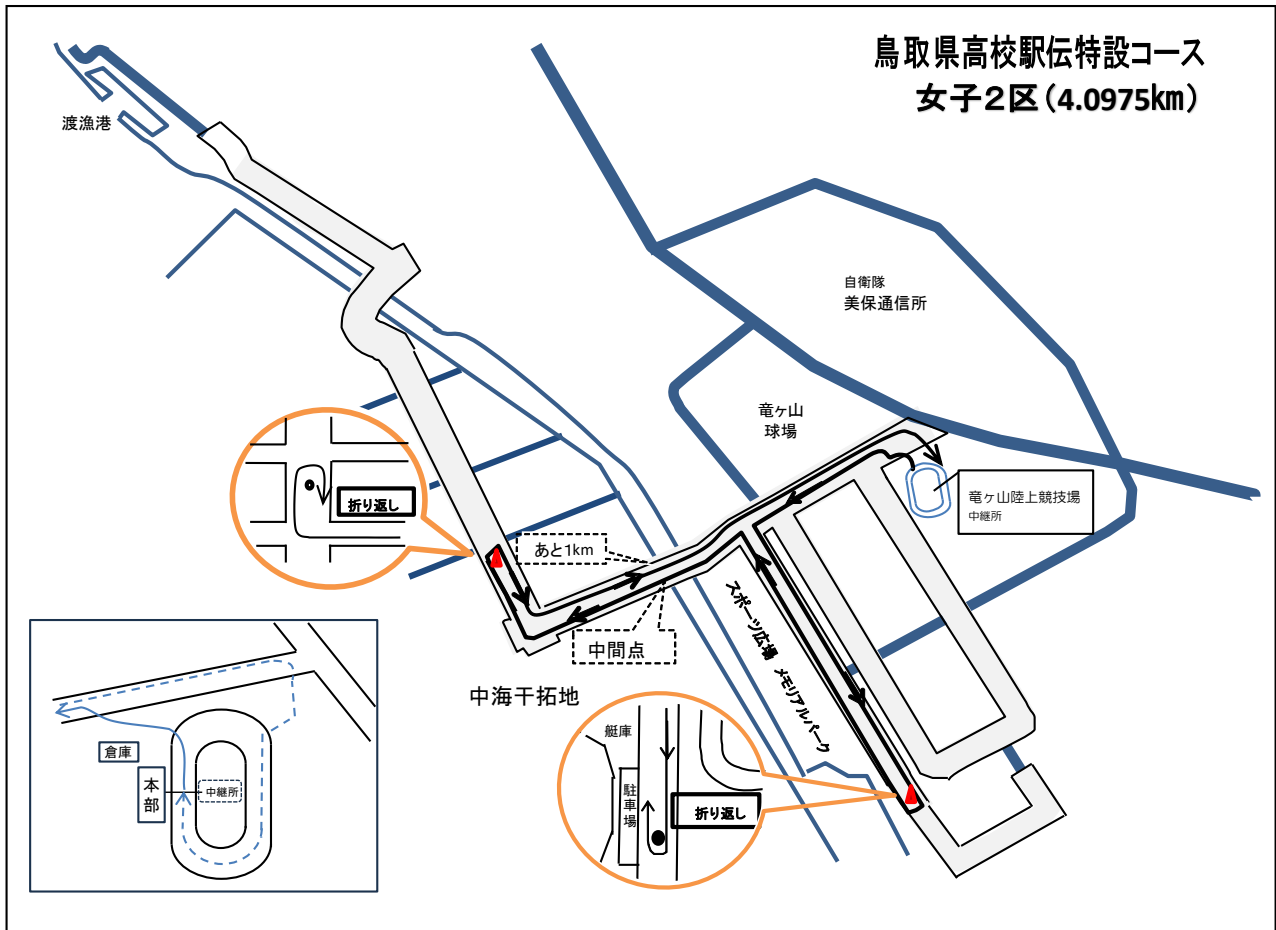 鳥取県高校駅伝特設コース
女子2区(4.0975km)
渡漁港
自衛隊
美保通信所
竜ヶ山
球場
竜ヶ山陸上競技場
中継所
折り返し
あと1km
中間点
スポーツ広場 メモリアルパーク
中海干拓地
艇庫
駐車場
折り返し
倉庫
本部
中継所